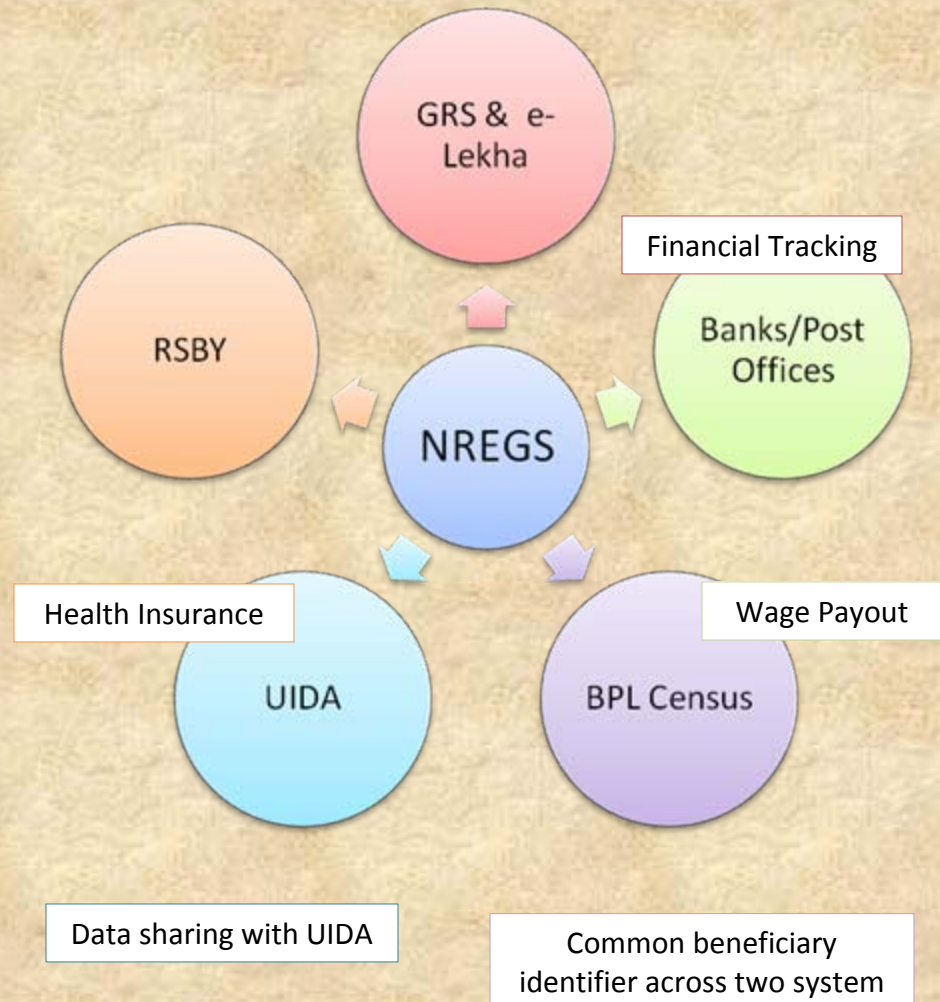 GRS & e-
Lekha
Financial Tracking
RSBY
Banks/Post
Offices
NREGS
Health Insurance
Wage Payout
UIDA
BPL Census
Data sharing with UIDA
Common beneficiary
identifier across two system